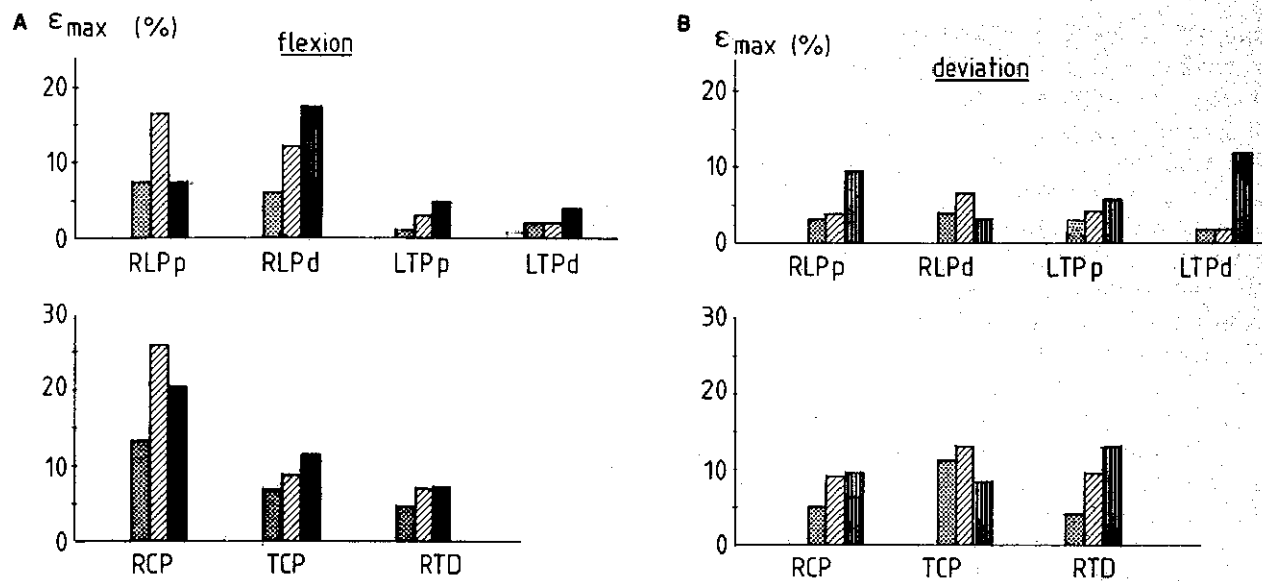 A ε max (%)
flexion
20
10
0
RLPp RLPd LTPp LTPd
30
20
10
0
RCP TCP RTD
B ε max (%)
deviation
20
10
0
RLPp RLPd LTPp LTPd
30
20
10
0
RCP TCP RTD